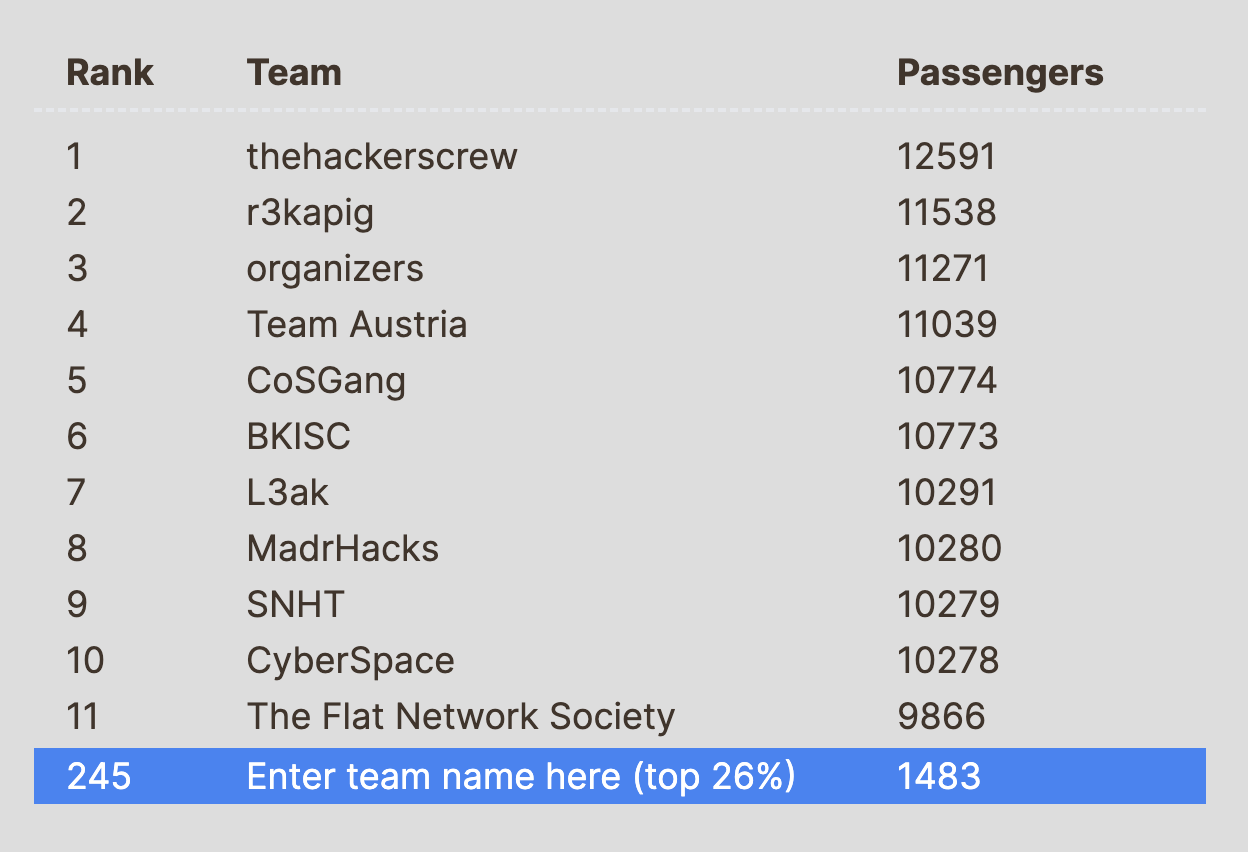 Rank Team Passengers
1 thehackerscrew 12591
2 r3kapig 11538
3 organizers 11271
4 Team Austria 11039
5 CoSGang 10774
6 BKISC 10773
7 L3ak 10291
8 MadrHacks 10280
9 SNHT 10279
10 CyberSpace 10278
11 The Flat Network Society 9866
245 Enter team name here (top 26%) 1483